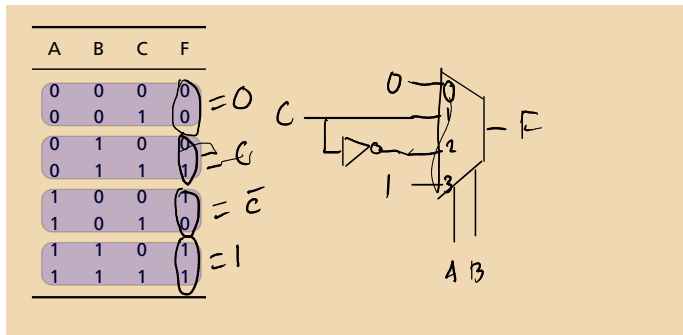 A B C F
0 0 0 0
0 0 1 0
= 0
0 1 0 0
0 1 1 1
= C
1 0 0 1
1 0 1 0
= c̄
1 1 0 1
1 1 1 1
= 1
0
C
1
0
1
2
3
F
A B